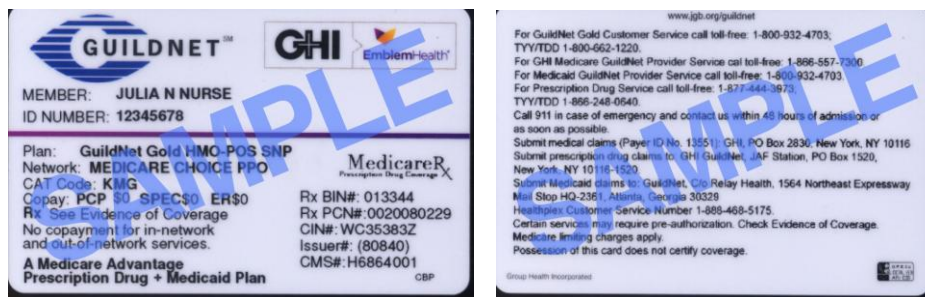 GUILDNET SM
GHI EmblemHealth
MEMBER: JULIA N NURSE
ID NUMBER: 12345678
Plan: GuildNet Gold HMO-POS SNP
Network: MEDICARE CHOICE PPO
CAT Code: KMG
Copay: PCP $0 SPEC$0 ER$0
Rx See Evidence of Coverage
No copayment for in-network
and out-of-network services.
A Medicare Advantage
Prescription Drug + Medicaid Plan
MedicareRx
Prescription Drug Coverage
Rx BIN#: 013344
Rx PCN#:0020080229
CIN#: WC35383Z
Issuer#: (80840)
CMS#:H6864001
CBP
SAMPLE
www.jgb.org/guildnet
For GuildNet Gold Customer Service call toll-free: 1-800-932-4703;
TYY/TDD 1-800-662-1220.
For GHI Medicare GuildNet Provider Service cal toll-free: 1-866-557-7300
For Medicaid GuildNet Provider Service call toll-free: 1-800-932-4703.
For Prescription Drug Service call toll-free: 1-877-444-3973,
TYY/TDD 1-866-248-0640.
Call 911 in case of emergency and contact us within 48 hours of admission or
as soon as possible.
Submit medical claims (Payer ID No. 13551): GHI, PO Box 2830, New York, NY 10116
Submit prescription drug claims to: GHI GuildNet, JAF Station, PO Box 1520,
New York, NY 10116-1520
Submit Medicaid claims to: GuildNet, C/o Relay Health, 1564 Northeast Expressway
Mail Stop HQ-2361, Atlanta, Georgia 30329
Healthplex Customer Service Number 1-888-468-5175.
Certain services may require pre-authorization. Check Evidence of Coverage.
Medicare limiting charges apply.
Possession of this card does not certify coverage.
Group Health Incorporated
SAMPLE